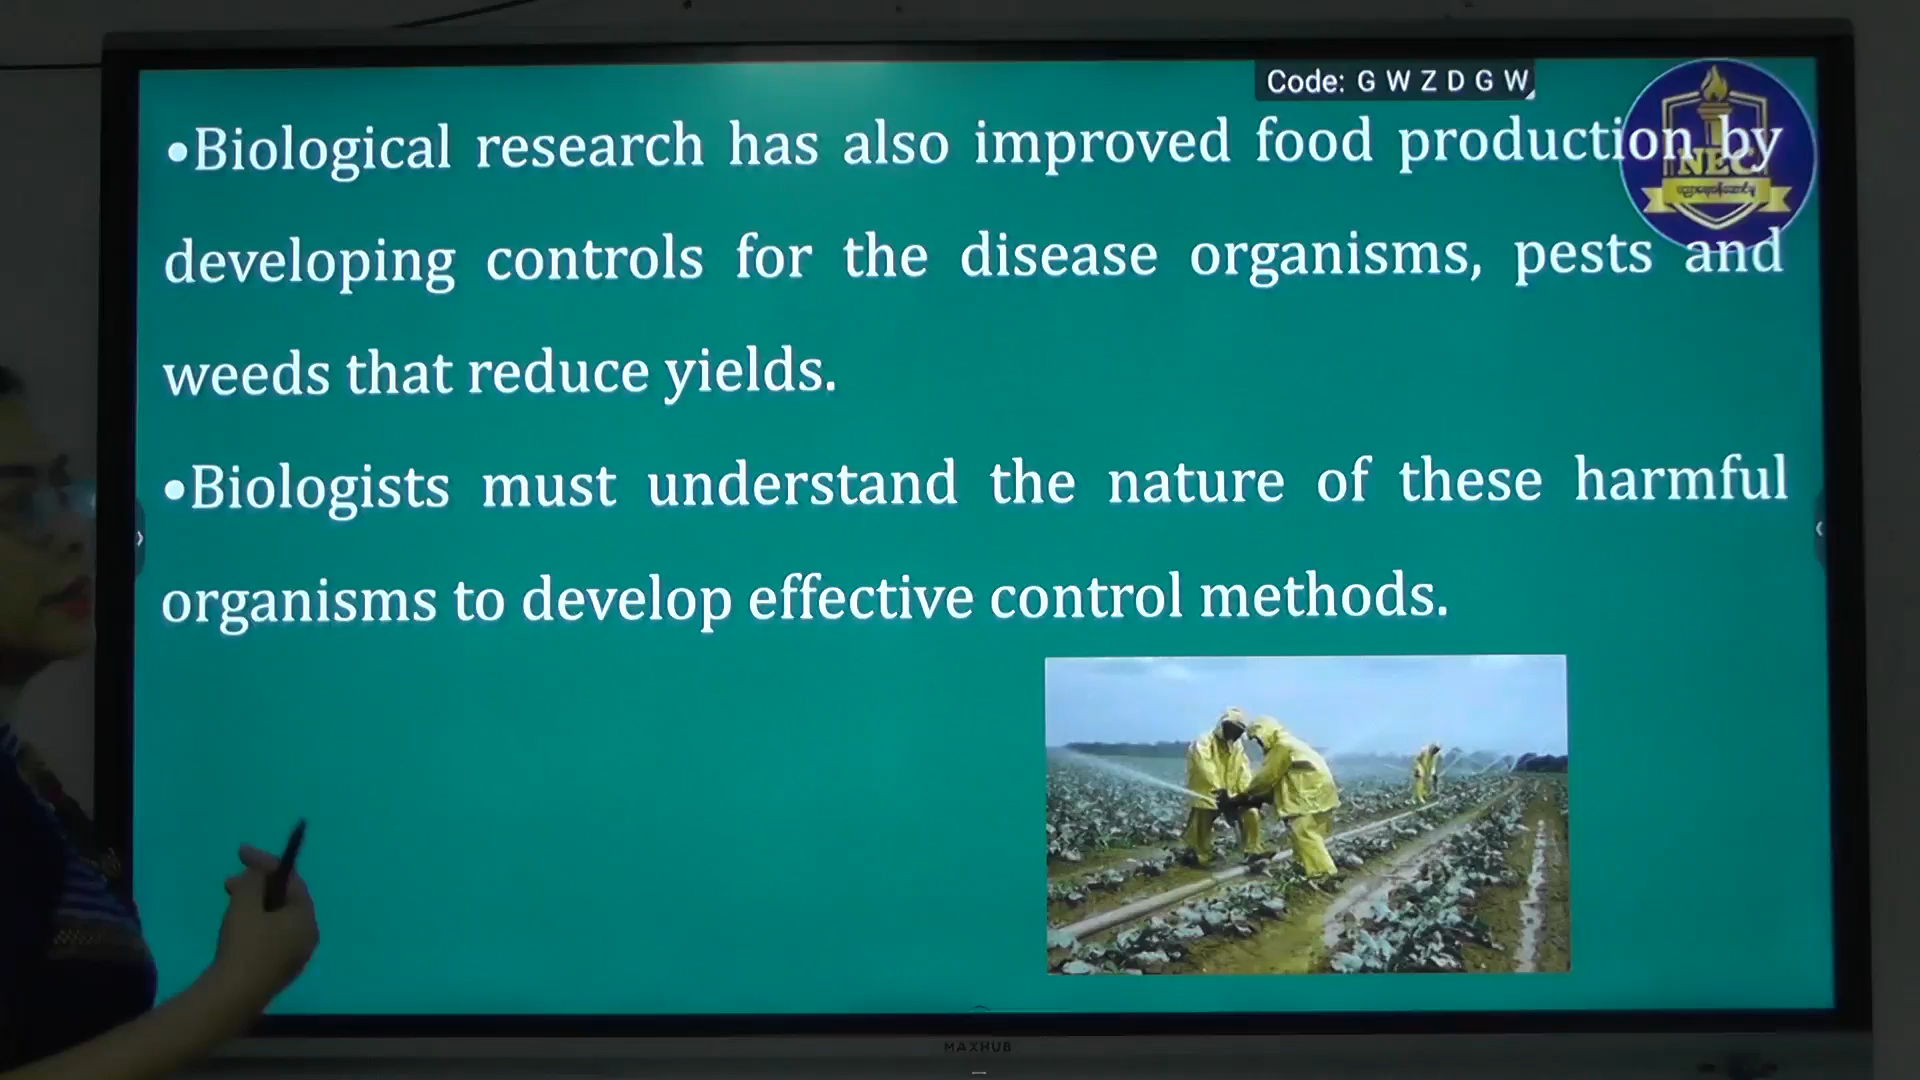 Code: G W Z D G W
•Biological research has also improved food production by
NEC
developing controls for the disease organisms, pests and
weeds that reduce yields.
•Biologists must understand the nature of these harmful
organisms to develop effective control methods.
MAXHUB